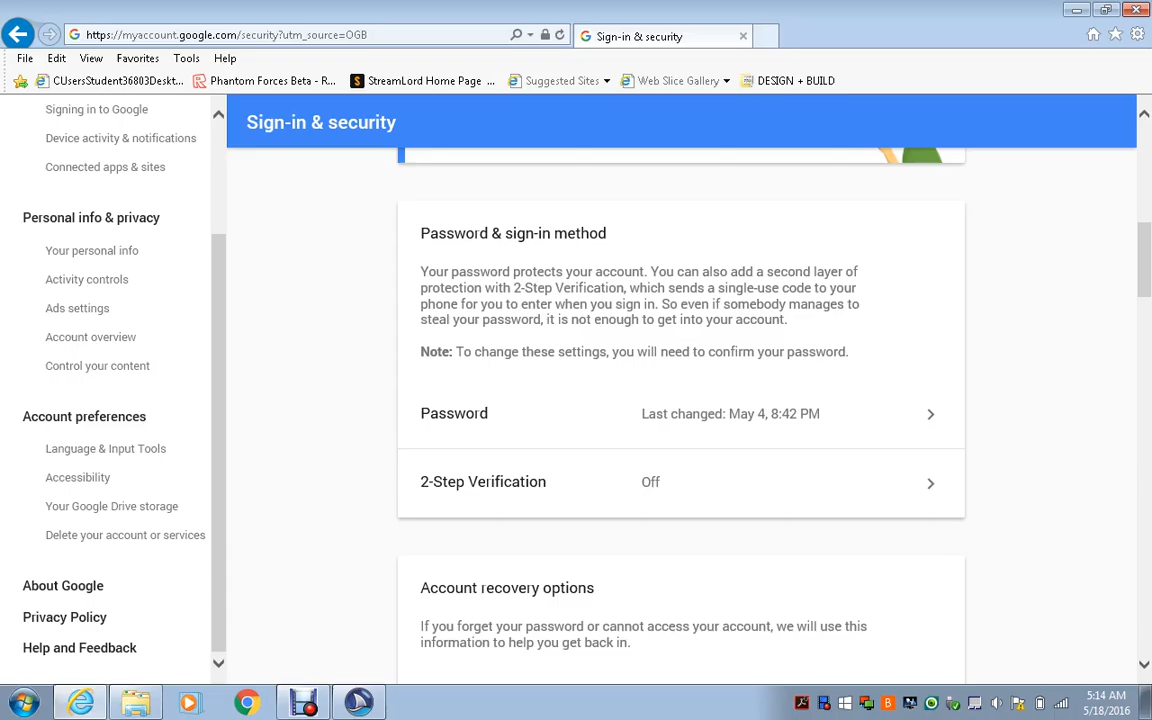 https://myaccount.google.com/security?utm_source=OGB
Sign-in & security
File Edit View Favorites Tools Help
CUsersStudent36803Deskt... Phantom Forces Beta - R... StreamLord Home Page ... Suggested Sites Web Slice Gallery DESIGN + BUILD
Signing in to Google
Device activity & notifications
Connected apps & sites
Personal info & privacy
Your personal info
Activity controls
Ads settings
Account overview
Control your content
Account preferences
Language & Input Tools
Accessibility
Your Google Drive storage
Delete your account or services
About Google
Privacy Policy
Help and Feedback
Sign-in & security
Password & sign-in method
Your password protects your account. You can also add a second layer of
protection with 2-Step Verification, which sends a single-use code to your
phone for you to enter when you sign in. So even if somebody manages to
steal your password, it is not enough to get into your account.
Note: To change these settings, you will need to confirm your password.
Password Last changed: May 4, 8:42 PM
2-Step Verification Off
Account recovery options
If you forget your password or cannot access your account, we will use this
information to help you get back in.
5:14 AM
5/18/2016